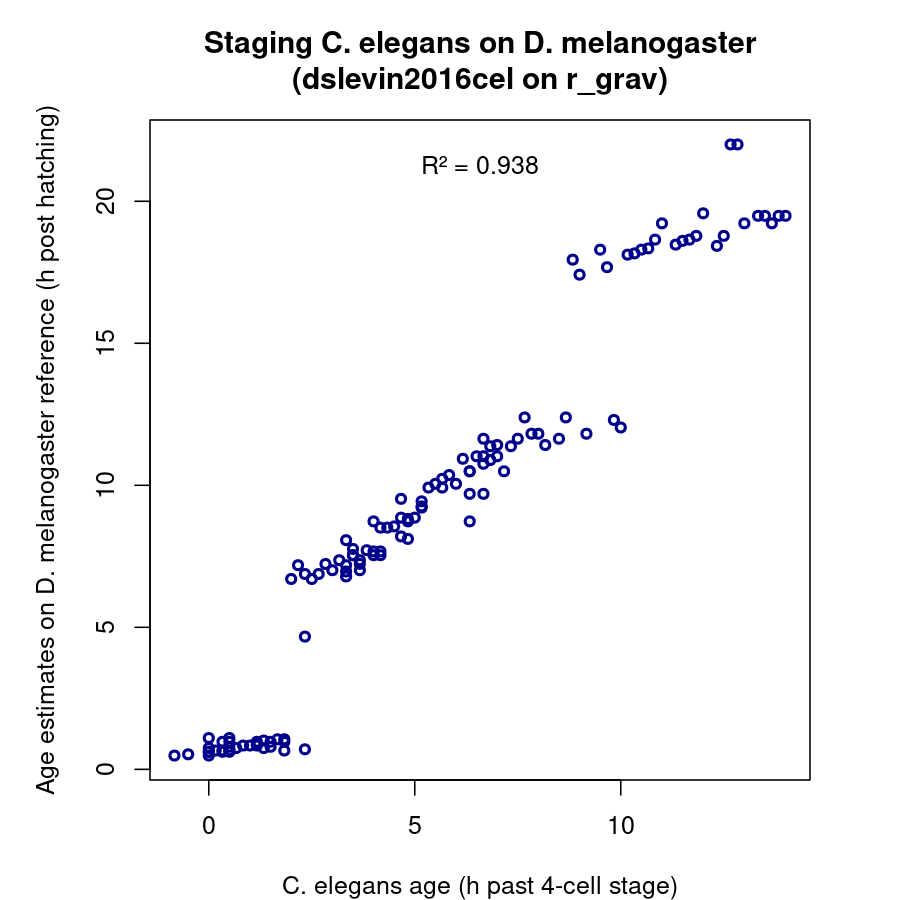 Staging C. elegans on D. melanogaster
(dslevin2016cel on r_grav)
Age estimates on D. melanogaster reference (h post hatching)
R² = 0.938
20
15
10
5
0
0 5 10
C. elegans age (h past 4-cell stage)